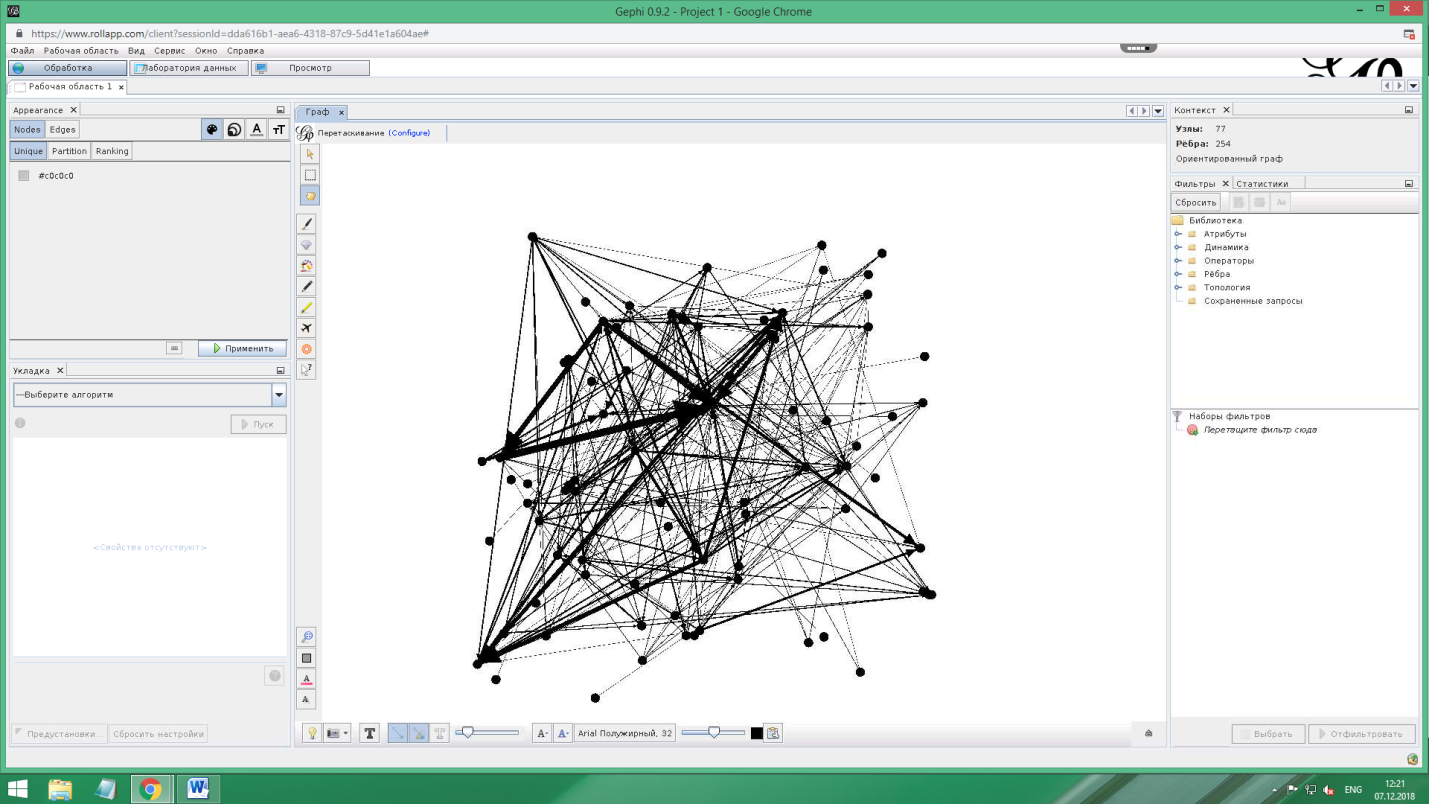 Gephi 0.9.2 - Project 1 - Google Chrome
https://www.rollapp.com/client?sessionId=dda616b1-aea6-4318-87c9-5d41e1a604ae#
Файл Рабочая область Вид Сервис Окно Справка
Обработка Лаборатория данных Просмотр
Рабочая область 1
Appearance
Nodes Edges
Unique Partition Ranking
#c0c0c0
Применить
Укладка
---Выберите алгоритм
Пуск
<Свойства отсутствуют>
Предустановки... Сбросить настройки
Граф
Перетаскивание (Configure)
Arial Полужирный, 32
Контекст
Узлы: 77
Рёбра: 254
Ориентированный граф
Фильтры Статистики
Сбросить
Библиотека
Атрибуты
Динамика
Операторы
Рёбра
Топология
Сохраненные запросы
Наборы фильтров
Перетащите фильтр сюда
Выбрать Отфильтровать
ENG
12:21
07.12.2018